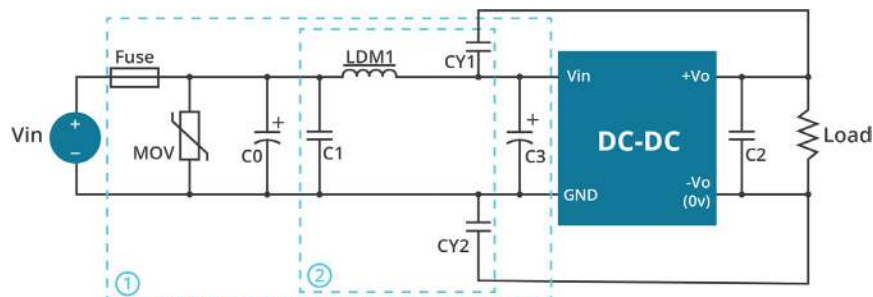 Fuse
LDM1
CY1
Vin
+
−
MOV
+
C0
C1
+
C3
Vin
+Vo
DC-DC
GND
-Vo
(0v)
C2
Load
CY2
1
2